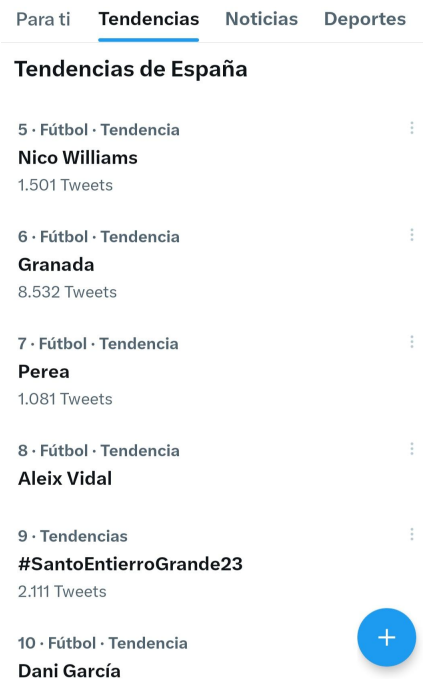 Para ti Tendencias Noticias Deportes
Tendencias de España
5 · Fútbol · Tendencia
Nico Williams
1.501 Tweets
6 · Fútbol · Tendencia
Granada
8.532 Tweets
7 · Fútbol · Tendencia
Perea
1.081 Tweets
8 · Fútbol · Tendencia
Aleix Vidal
9 · Tendencias
#SantoEntierroGrande23
2.111 Tweets
10 · Fútbol · Tendencia
Dani García